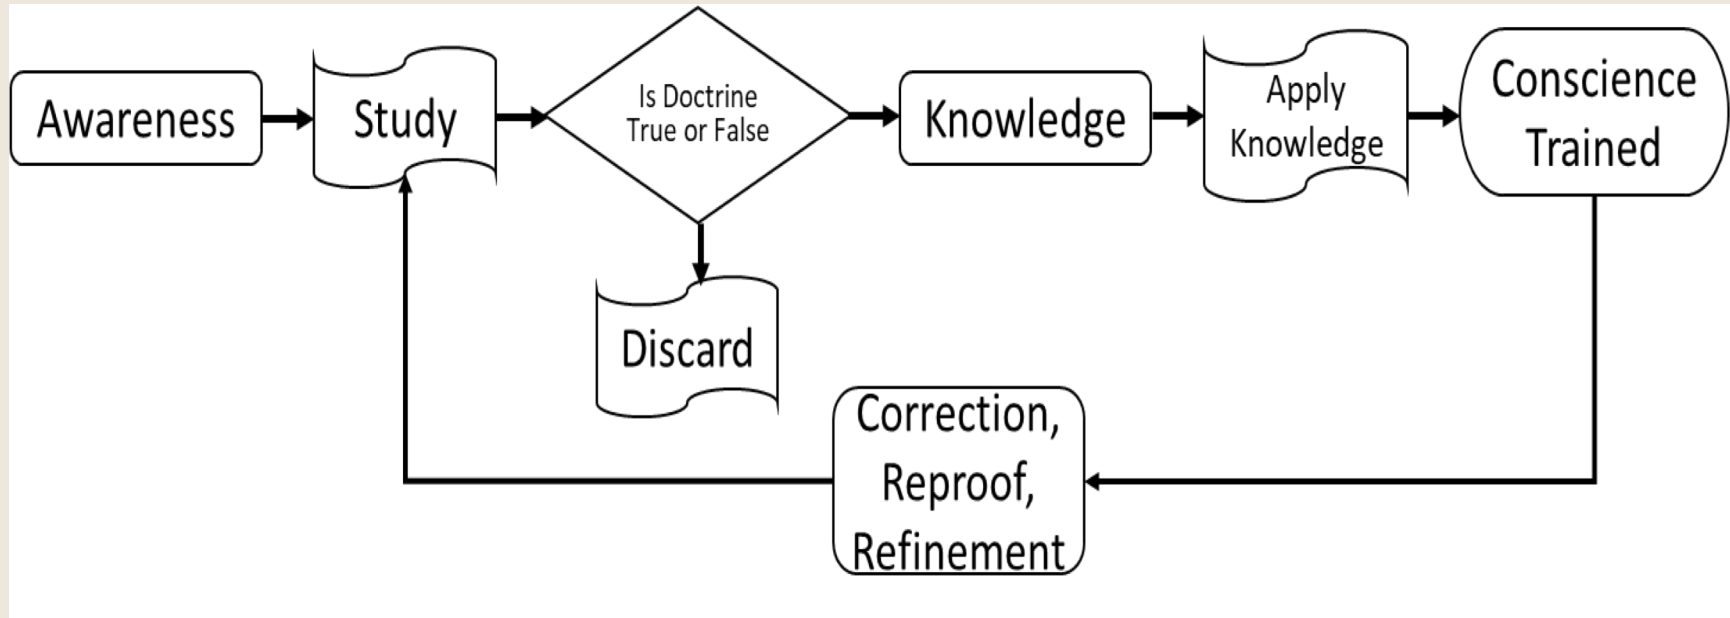 Awareness
Study
Is Doctrine
True or False
Knowledge
Apply
Knowledge
Conscience
Trained
Discard
Correction,
Reproof,
Refinement